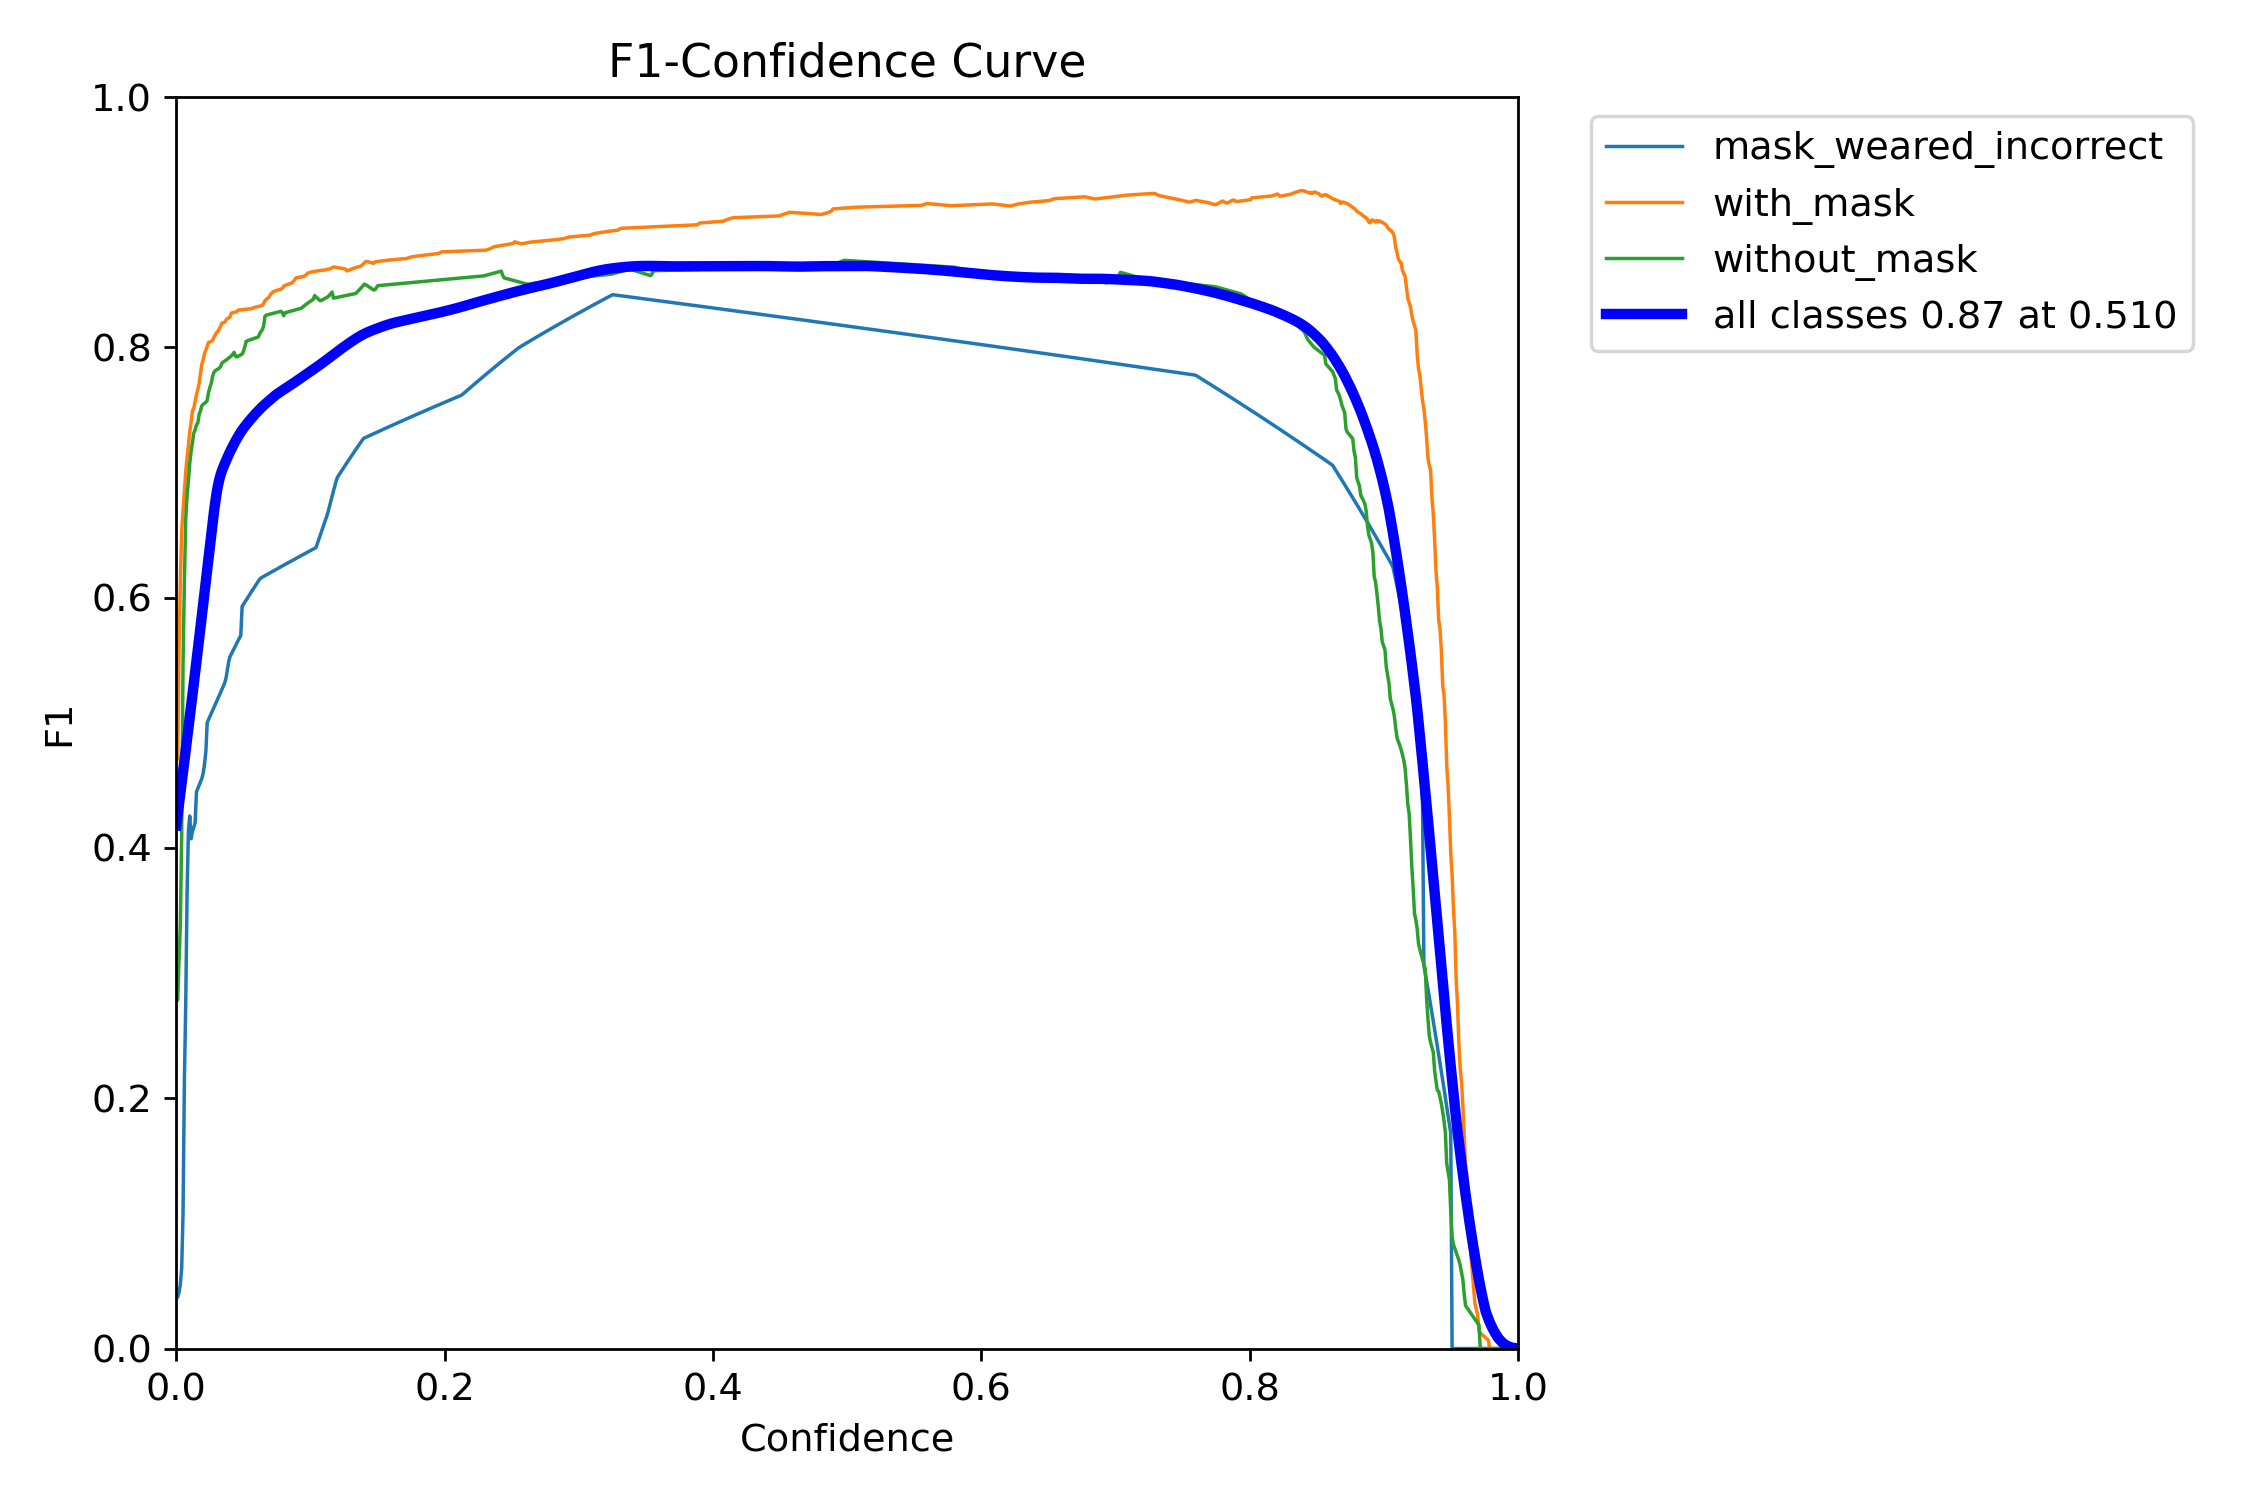 F1-Confidence Curve
1.0
0.8
0.6
0.4
0.2
0.0
F1
0.0 0.2 0.4 0.6 0.8 1.0
Confidence
mask_weared_incorrect
with_mask
without_mask
all classes 0.87 at 0.510